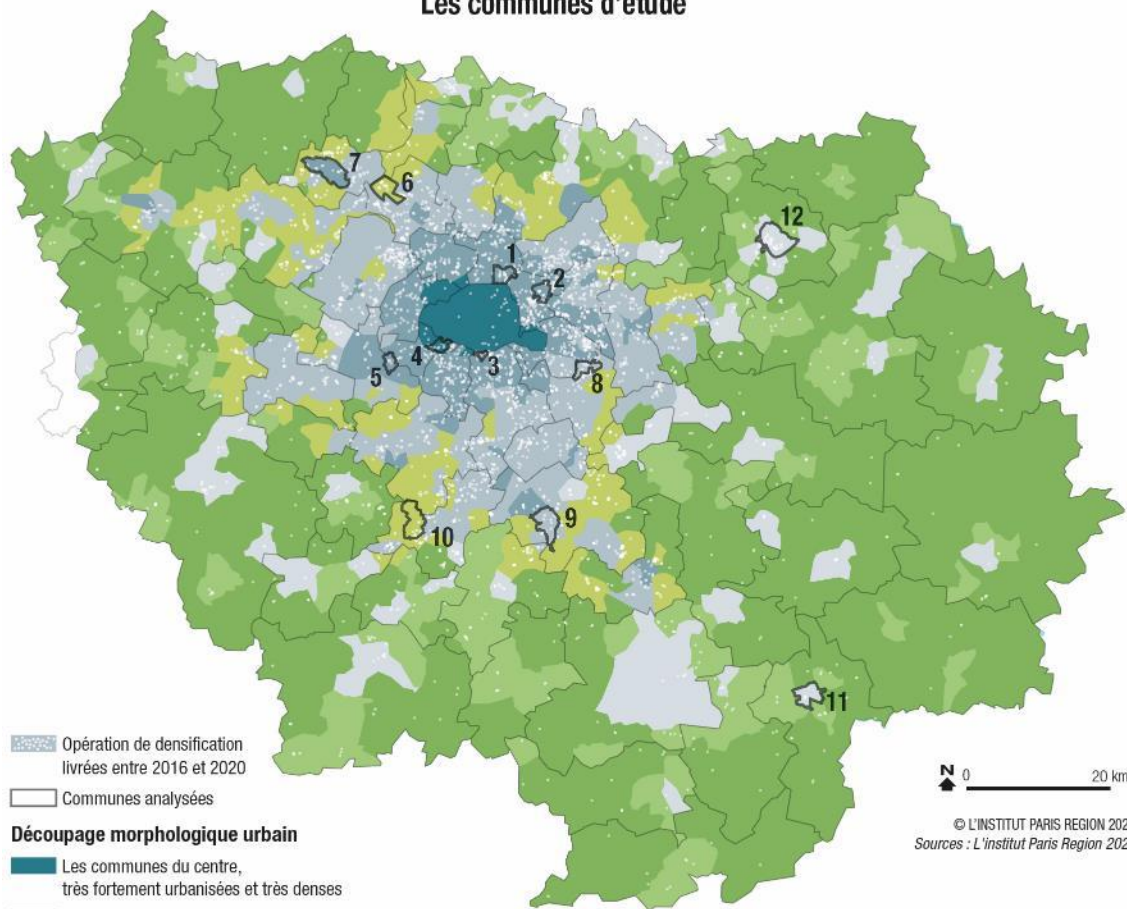 Les communes d'étude
7
6
12
1
2
4
3
5
8
9
10
11
Opération de densification
livrées entre 2016 et 2020
Communes analysées
Découpage morphologique urbain
Les communes du centre,
très fortement urbanisées et très denses
N 0 20 km
© L'INSTITUT PARIS REGION 202
Sources : L'institut Paris Region 202